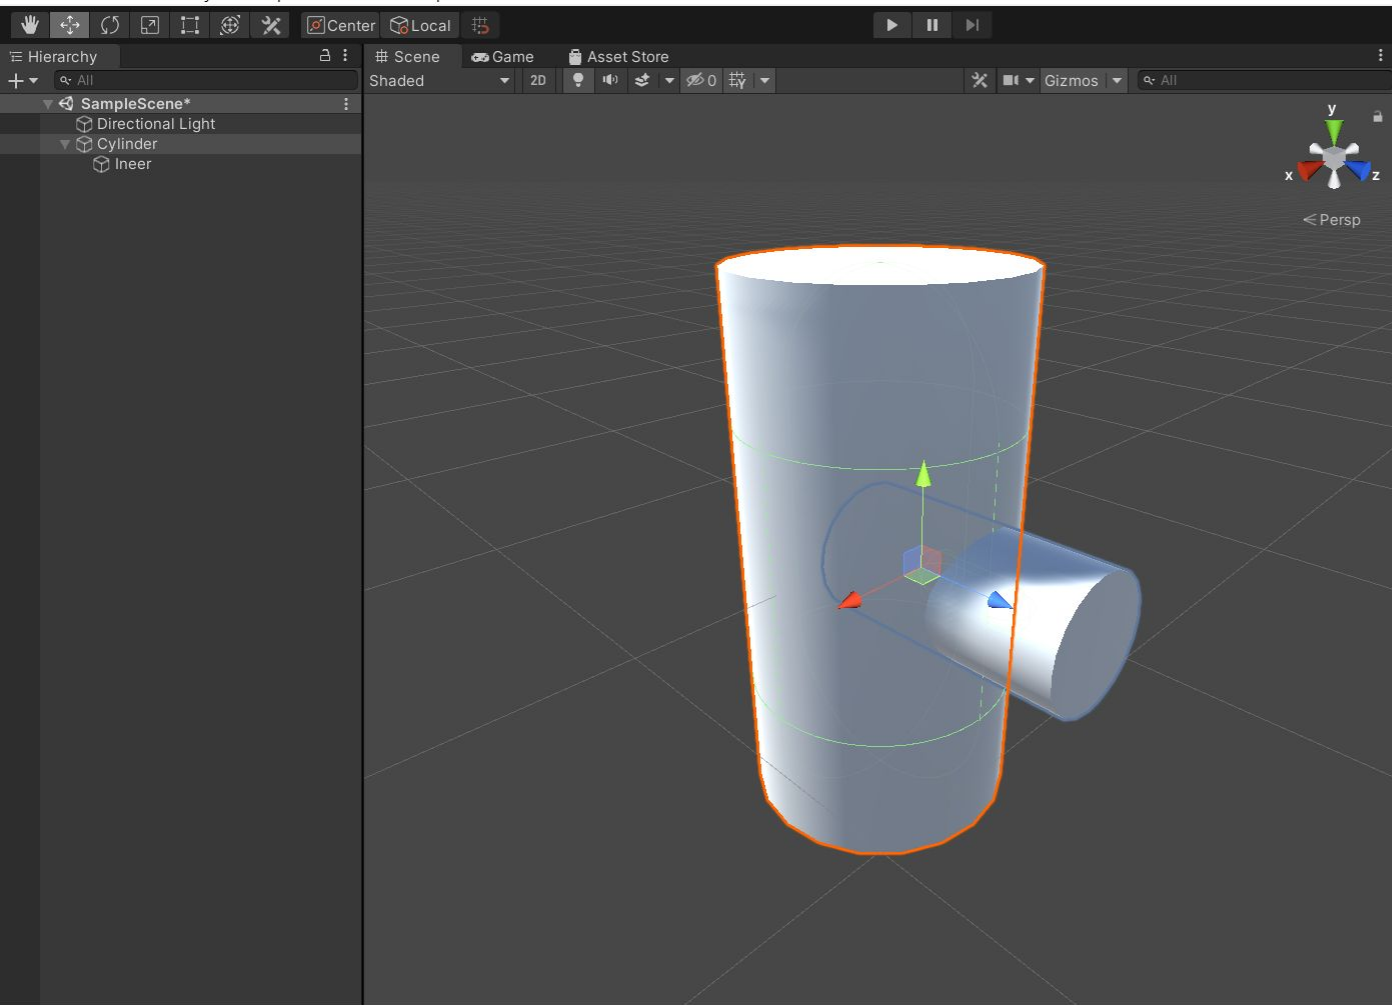 Center
Local
Hierarchy
Scene
Game
Asset Store
All
Shaded
2D
0
Gizmos
All
SampleScene*
Directional Light
Cylinder
Ineer
y
x
z
Persp